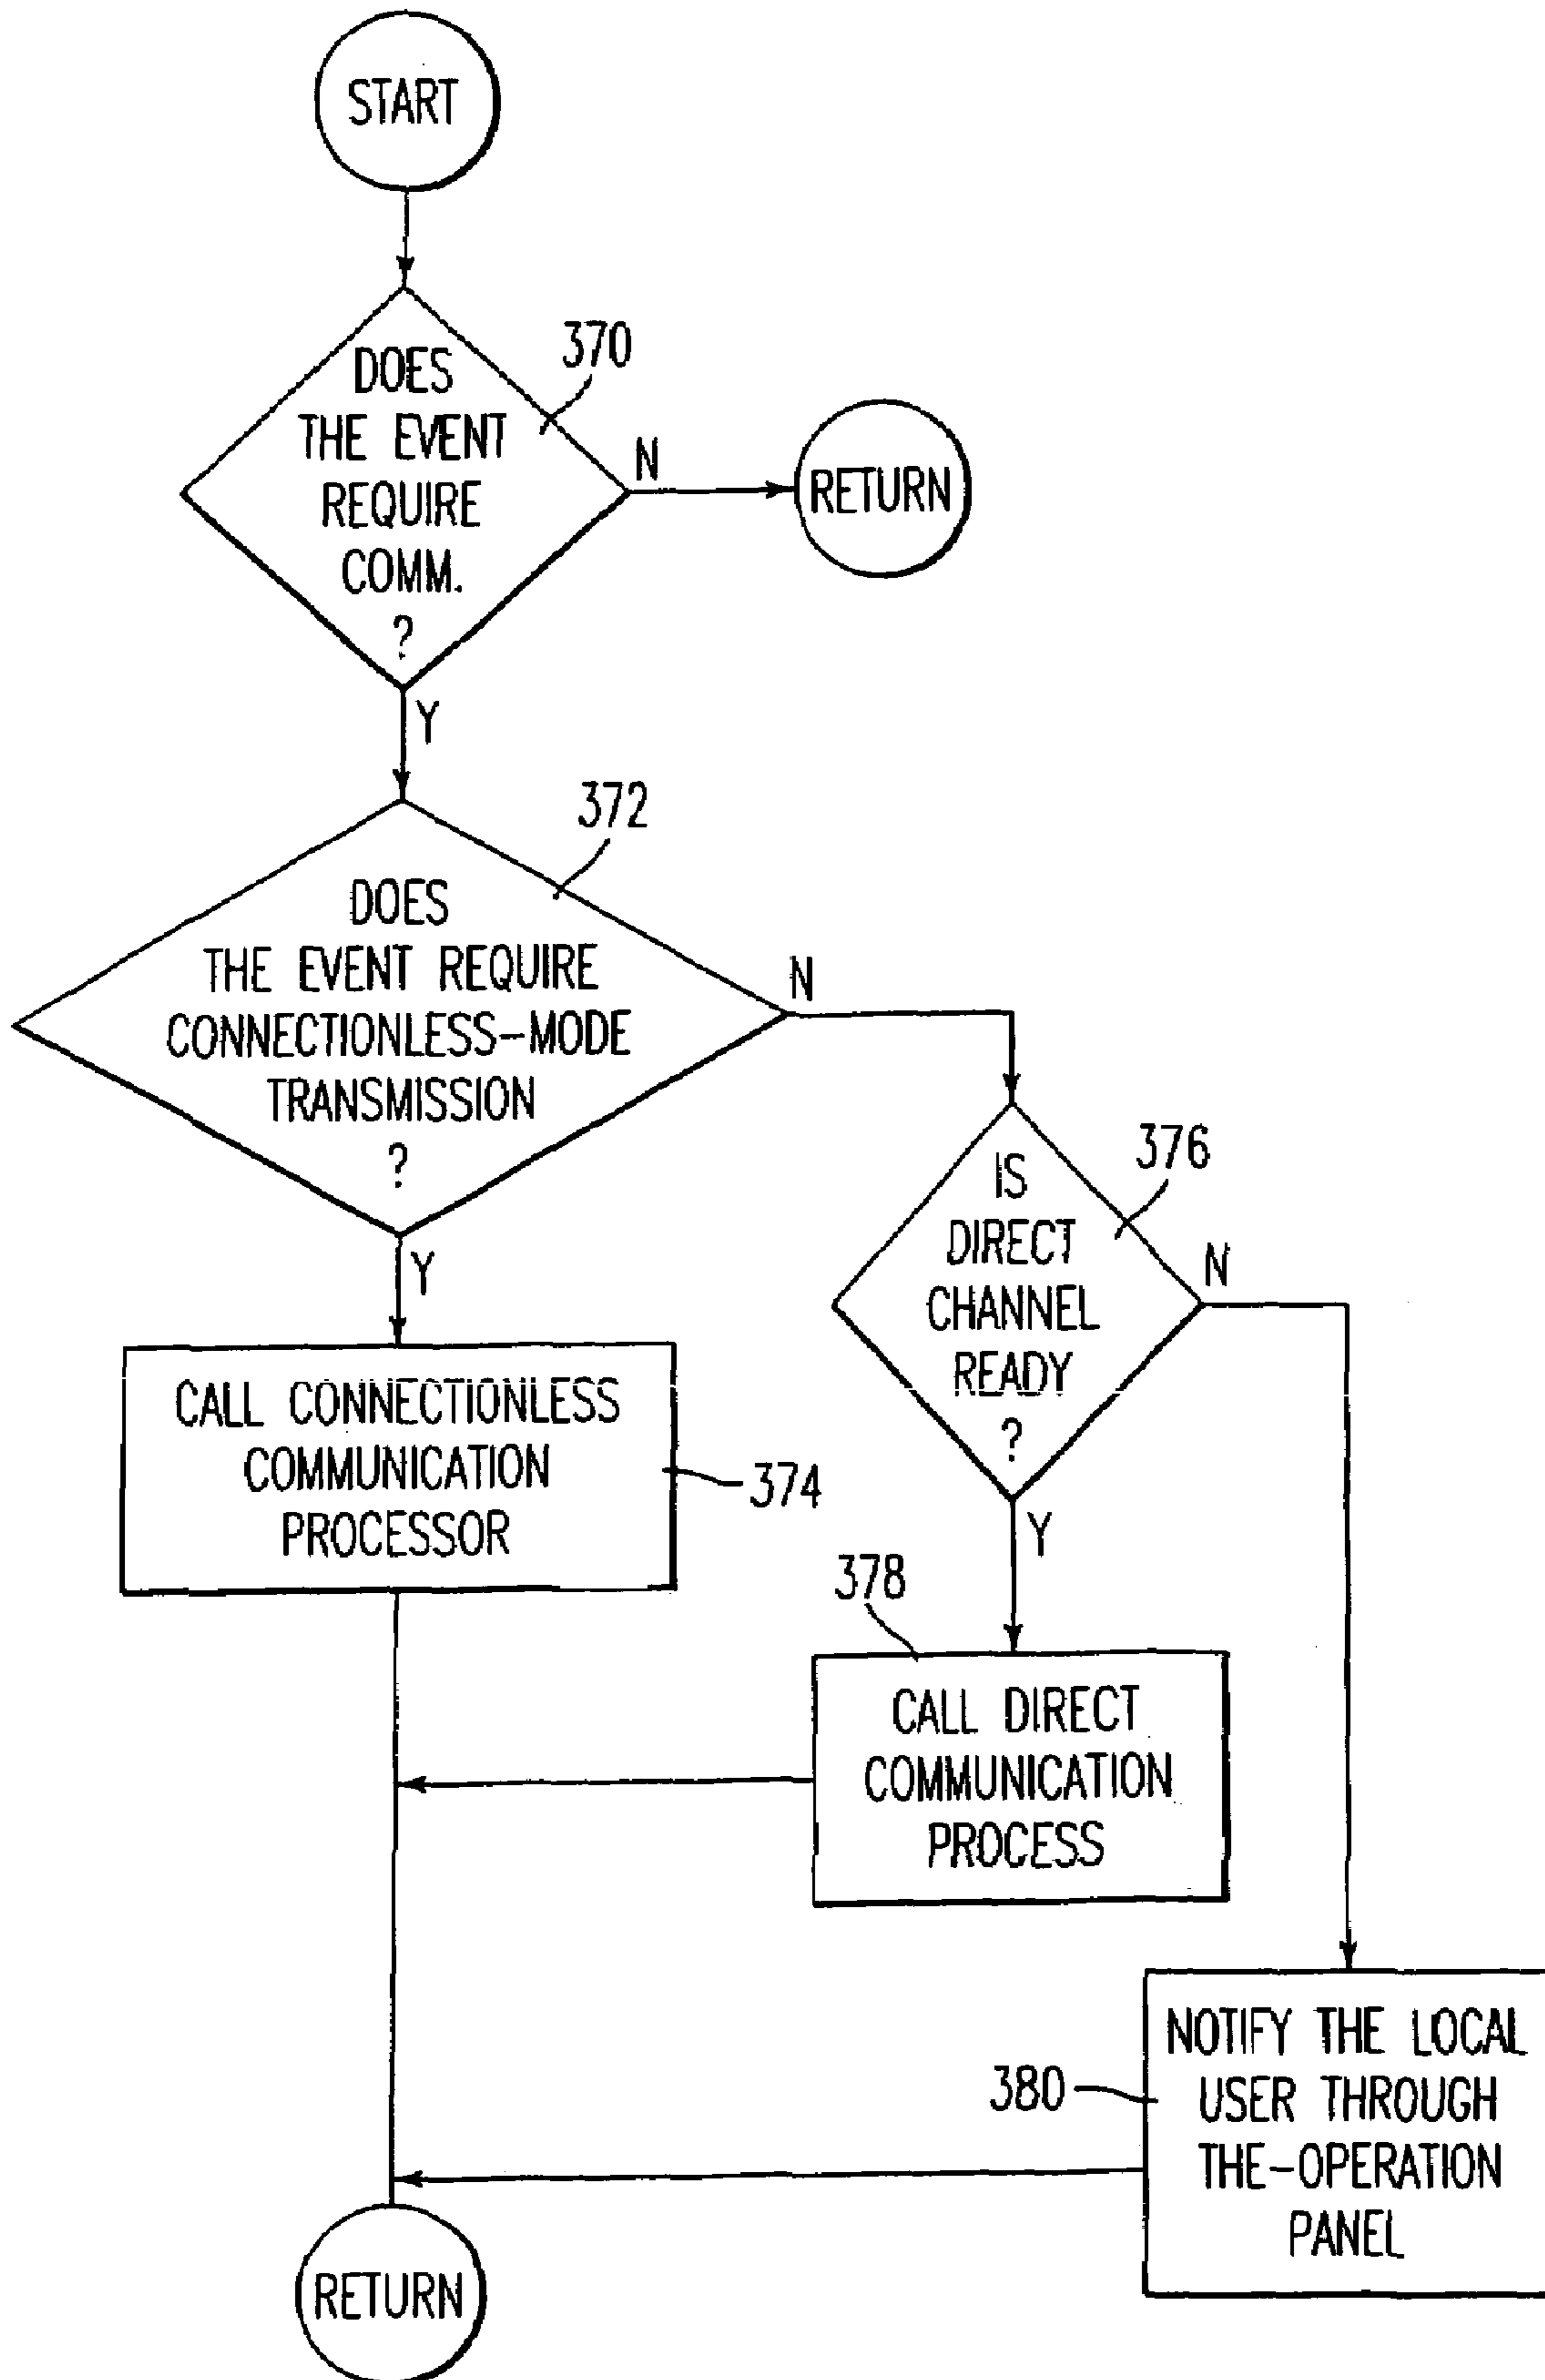 START
370
DOES
THE EVENT
REQUIRE
COMM.
?
N
RETURN
Y
372
DOES
THE EVENT REQUIRE
CONNECTIONLESS-MODE
TRANSMISSION
?
N
Y
376
IS
DIRECT
CHANNEL
READY
?
N
Y
CALL CONNECTIONLESS
COMMUNICATION
PROCESSOR
374
378
CALL DIRECT
COMMUNICATION
PROCESS
380
NOTIFY THE LOCAL
USER THROUGH
THE-OPERATION
PANEL
RETURN